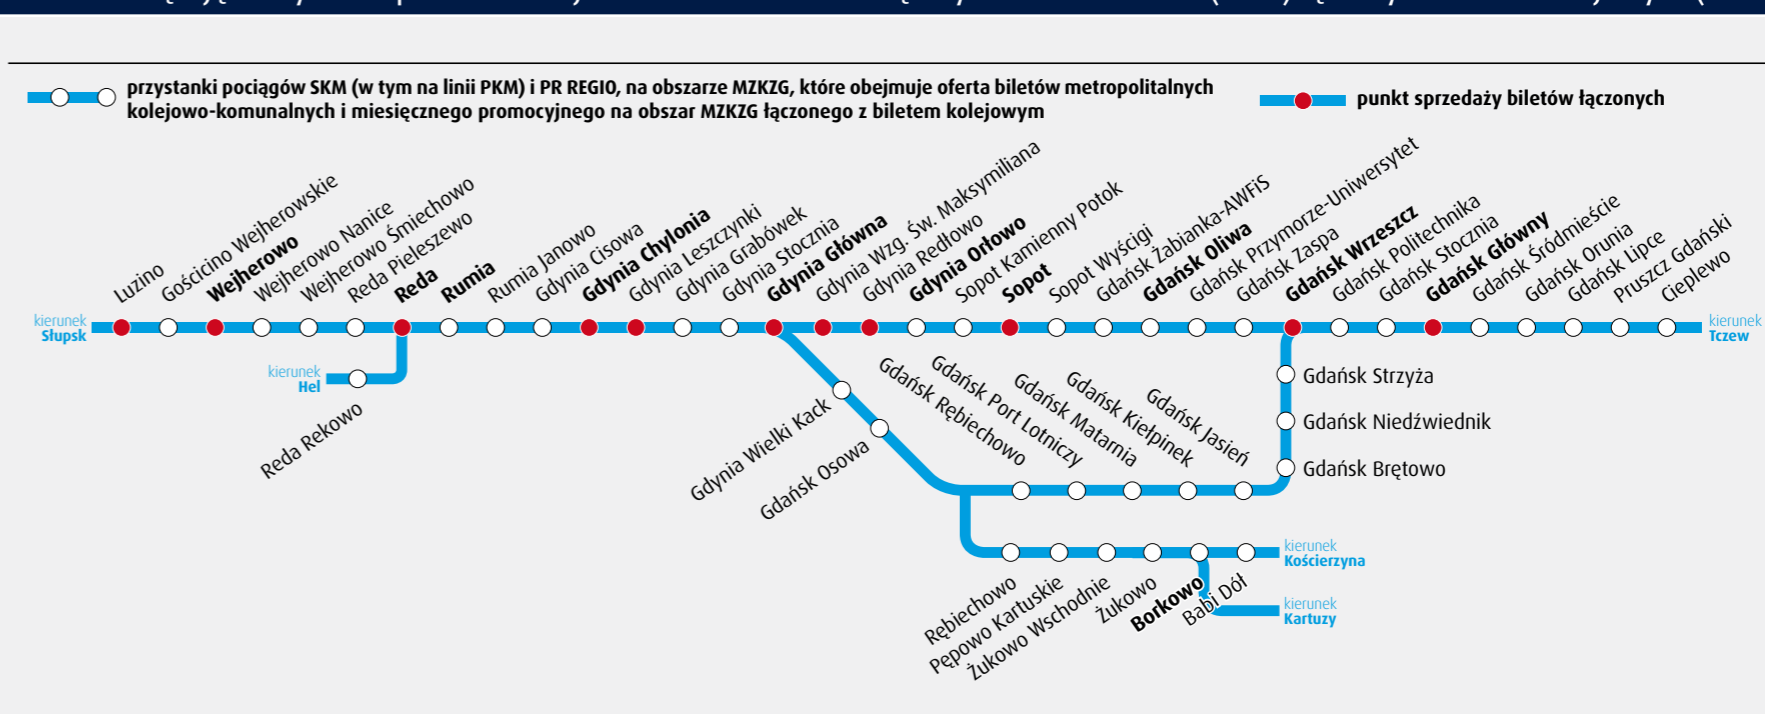 przystanki pociągów SKM (w tym na linii PKM) i PR REGIO, na obszarze MZKZG, które obejmuje oferta biletów metropolitalnych
kolejowo-komunalnych i miesięcznego promocyjnego na obszar MZKZG łączonego z biletem kolejowym
punkt sprzedaży biletów łączonych
kierunek
Słupsk
Luzino
Gościcino Wejherowskie
Wejherowo
Wejherowo Nanice
Wejherowo Śmiechowo
Reda Pieleszewo
Reda
Rumia
Rumia Janowo
Gdynia Cisowa
Gdynia Chylonia
Gdynia Leszczynki
Gdynia Grabówek
Gdynia Stocznia
Gdynia Główna
Gdynia Wzg. Św. Maksymiliana
Gdynia Redłowo
Gdynia Orłowo
Sopot Kamienny Potok
Sopot
Sopot Wyścigi
Gdańsk Żabianka-AWFiS
Gdańsk Oliwa
Gdańsk Przymorze-Uniwersytet
Gdańsk Zaspa
Gdańsk Wrzeszcz
Gdańsk Politechnika
Gdańsk Stocznia
Gdańsk Główny
Gdańsk Śródmieście
Gdańsk Orunia
Gdańsk Lipce
Pruszcz Gdański
Cieplewo
kierunek
Tczew
kierunek
Hel
Reda Rekowo
Gdynia Wielki Kack
Gdańsk Osowa
Gdańsk Rębiechowo
Gdańsk Port Lotniczy
Gdańsk Matarnia
Gdańsk Kiełpinek
Gdańsk Jasień
Gdańsk Strzyża
Gdańsk Niedźwiednik
Gdańsk Brętowo
Rębiechowo
Pępowo Kartuskie
Żukowo Wschodnie
Żukowo
Borkowo
Babi Dół
kierunek
Kościerzyna
kierunek
Kartuzy